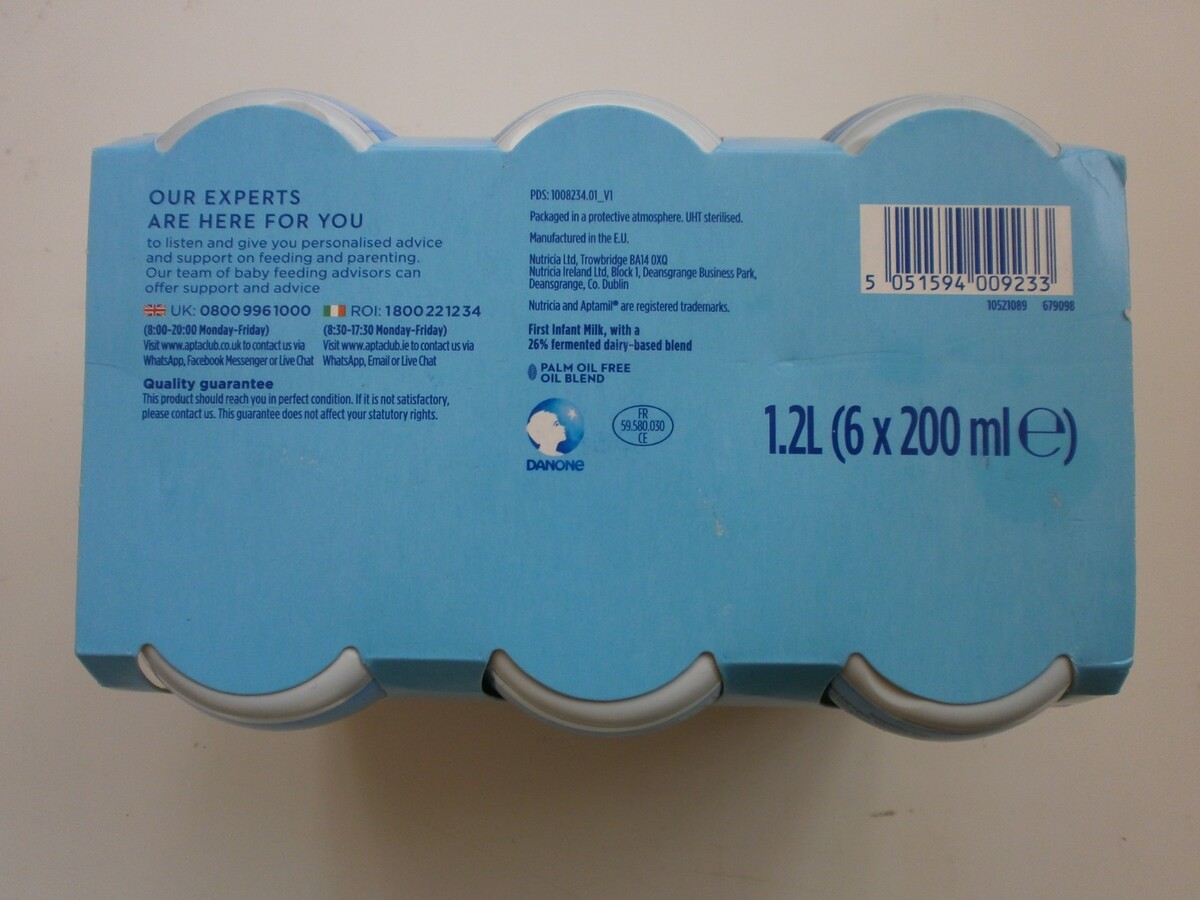 OUR EXPERTS
ARE HERE FOR YOU
to listen and give you personalised advice
and support on feeding and parenting.
Our team of baby feeding advisors can
offer support and advice
UK: 0800 996 1000
(8:00-20:00 Monday-Friday)
Visit www.aptaclub.co.uk to contact us via
WhatsApp, Facebook Messenger or Live Chat
ROI: 1800 221 234
(8:30-17:30 Monday-Friday)
Visit www.aptaclub.ie to contact us via
WhatsApp, Email or Live Chat
Quality guarantee
This product should reach you in perfect condition. If it is not satisfactory,
please contact us. This guarantee does not affect your statutory rights.
PDS: 1008234.01_V1
Packaged in a protective atmosphere. UHT sterilised.
Manufactured in the E.U.
Nutricia Ltd, Trowbridge BA14 0XQ
Nutricia Ireland Ltd, Block 1, Deansgrange Business Park,
Deansgrange, Co. Dublin
Nutricia and Aptamil® are registered trademarks.
First Infant Milk, with a
26% fermented dairy-based blend
PALM OIL FREE
OIL BLEND
DANONE
FR
59.580.030
CE
5 051594 009233
10521089 679098
1.2L (6 x 200 ml ℮)